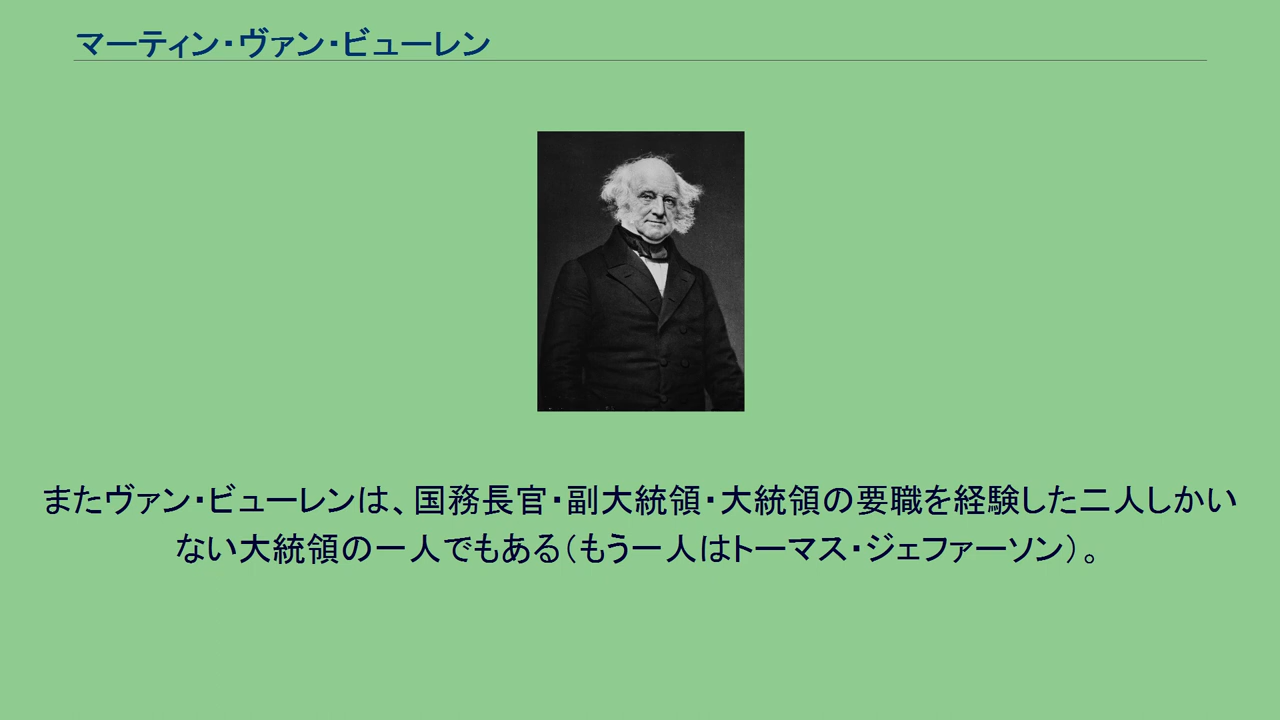 マーティン・ヴァン・ビューレン
またヴァン・ビューレンは、国務長官・副大統領・大統領の要職を経験した二人しかい
ない大統領の一人でもある(もう一人はトーマス・ジェファーソン)。